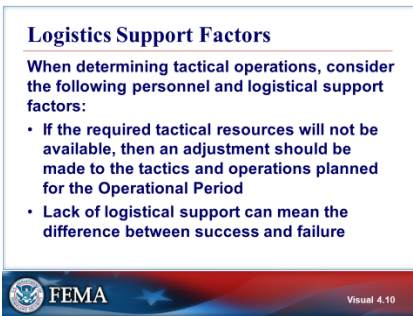 Logistics Support Factors
When determining tactical operations, consider
the following personnel and logistical support
factors:
• If the required tactical resources will not be
available, then an adjustment should be
made to the tactics and operations planned
for the Operational Period
• Lack of logistical support can mean the
difference between success and failure
FEMA
Visual 4.10